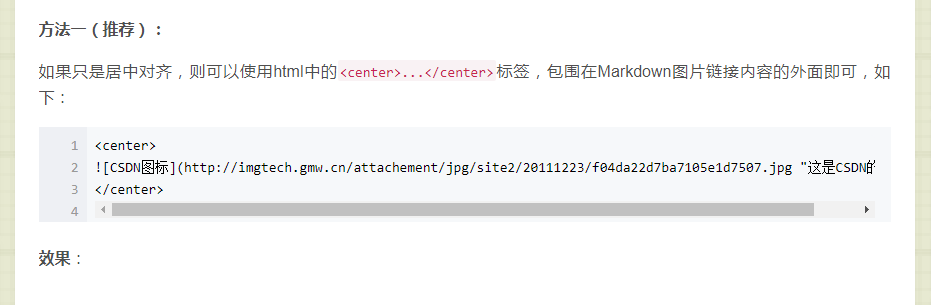 方法一（推荐）：
如果只是居中对齐，则可以使用html中的<center>...</center>标签，包围在Markdown图片链接内容的外面即可，如
下：
1 <center>
2 ![CSDN图标](http://imgtech.gmw.cn/attachement/jpg/site2/20111223/f04da22d7ba7105e1d7507.jpg "这是CSDN的
3 </center>
4
效果：